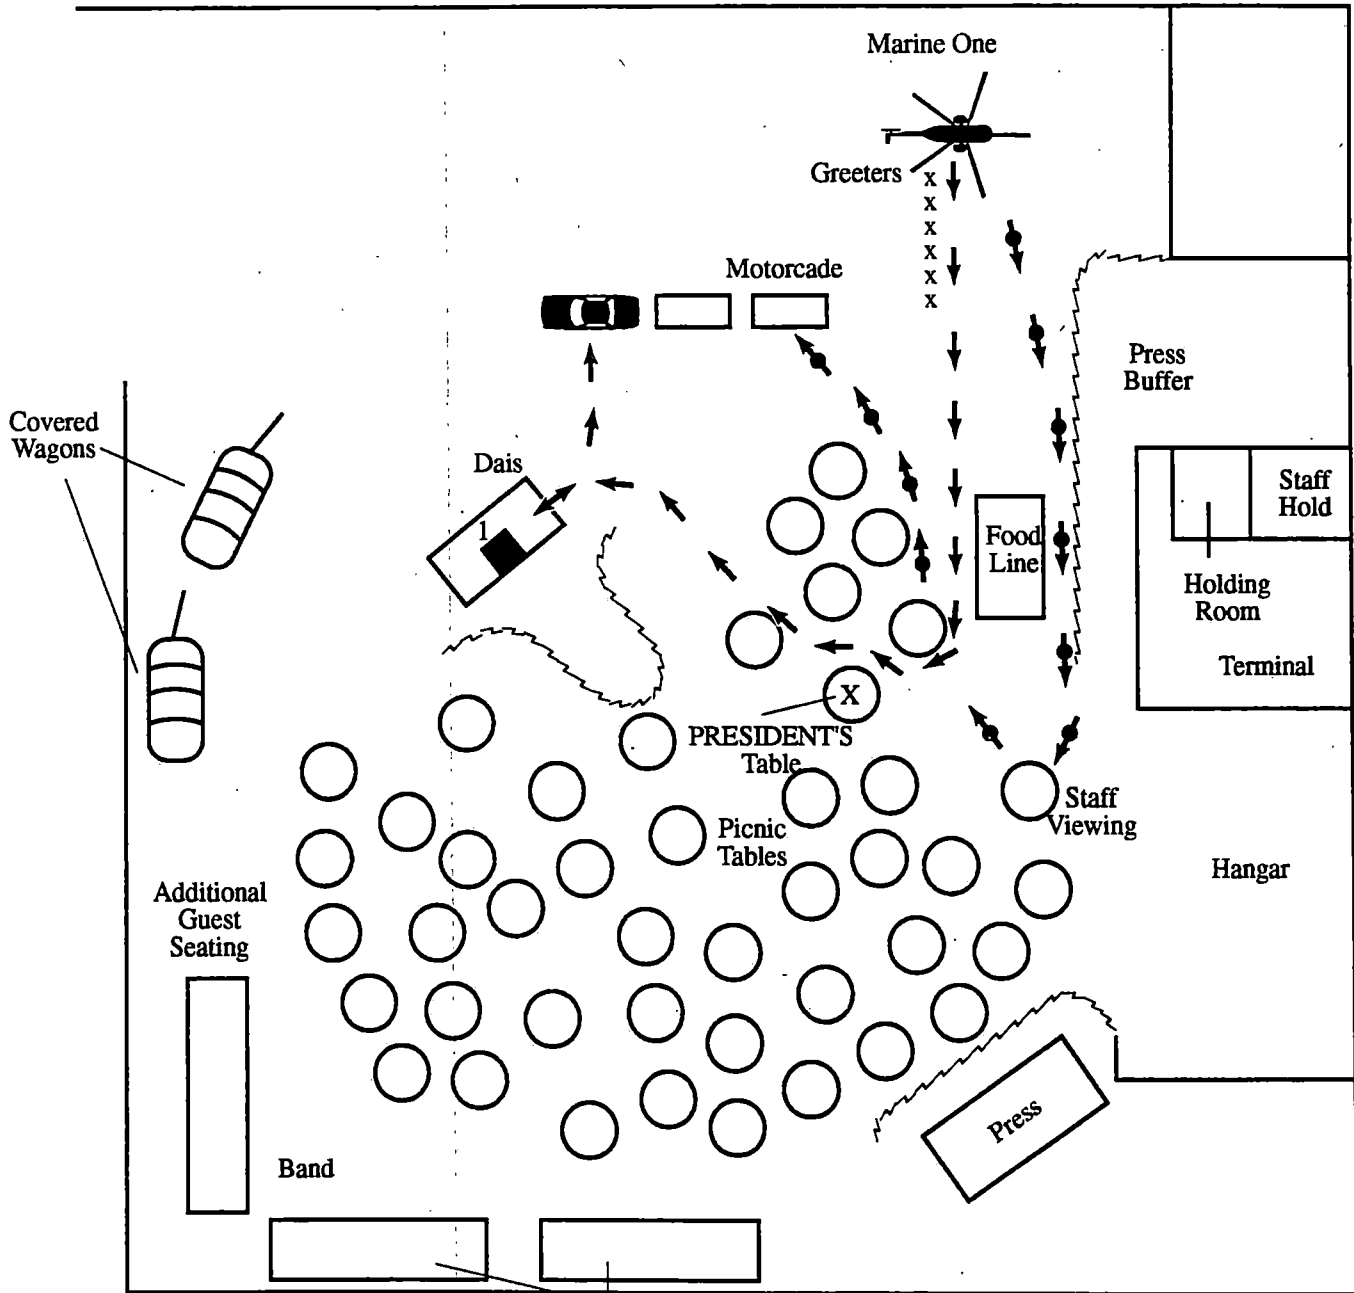 Marine One
Greeters
x
x
x
x
x
x
Motorcade
Press
Buffer
Covered
Wagons
Dais
1
Staff
Hold
Food
Line
Holding
Room
Terminal
X
PRESIDENT'S
Table
Staff
Viewing
Picnic
Tables
Hangar
Additional
Guest
Seating
Press
Band